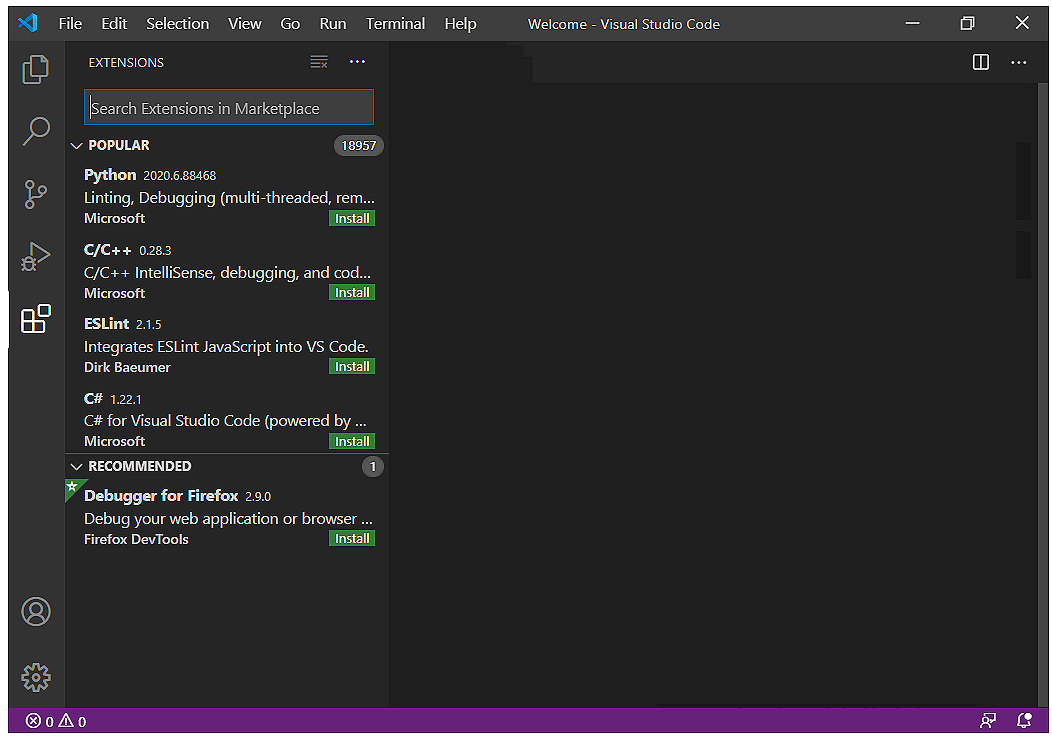 File Edit Selection View Go Run Terminal Help Welcome - Visual Studio Code
EXTENSIONS
Search Extensions in Marketplace
POPULAR 18957
Python 2020.6.88468
Linting, Debugging (multi-threaded, rem...
Microsoft Install
C/C++ 0.28.3
C/C++ IntelliSense, debugging, and cod...
Microsoft Install
ESLint 2.1.5
Integrates ESLint JavaScript into VS Code.
Dirk Baeumer Install
C# 1.22.1
C# for Visual Studio Code (powered by ...
Microsoft Install
RECOMMENDED 1
Debugger for Firefox 2.9.0
Debug your web application or browser ...
Firefox DevTools Install
0 0